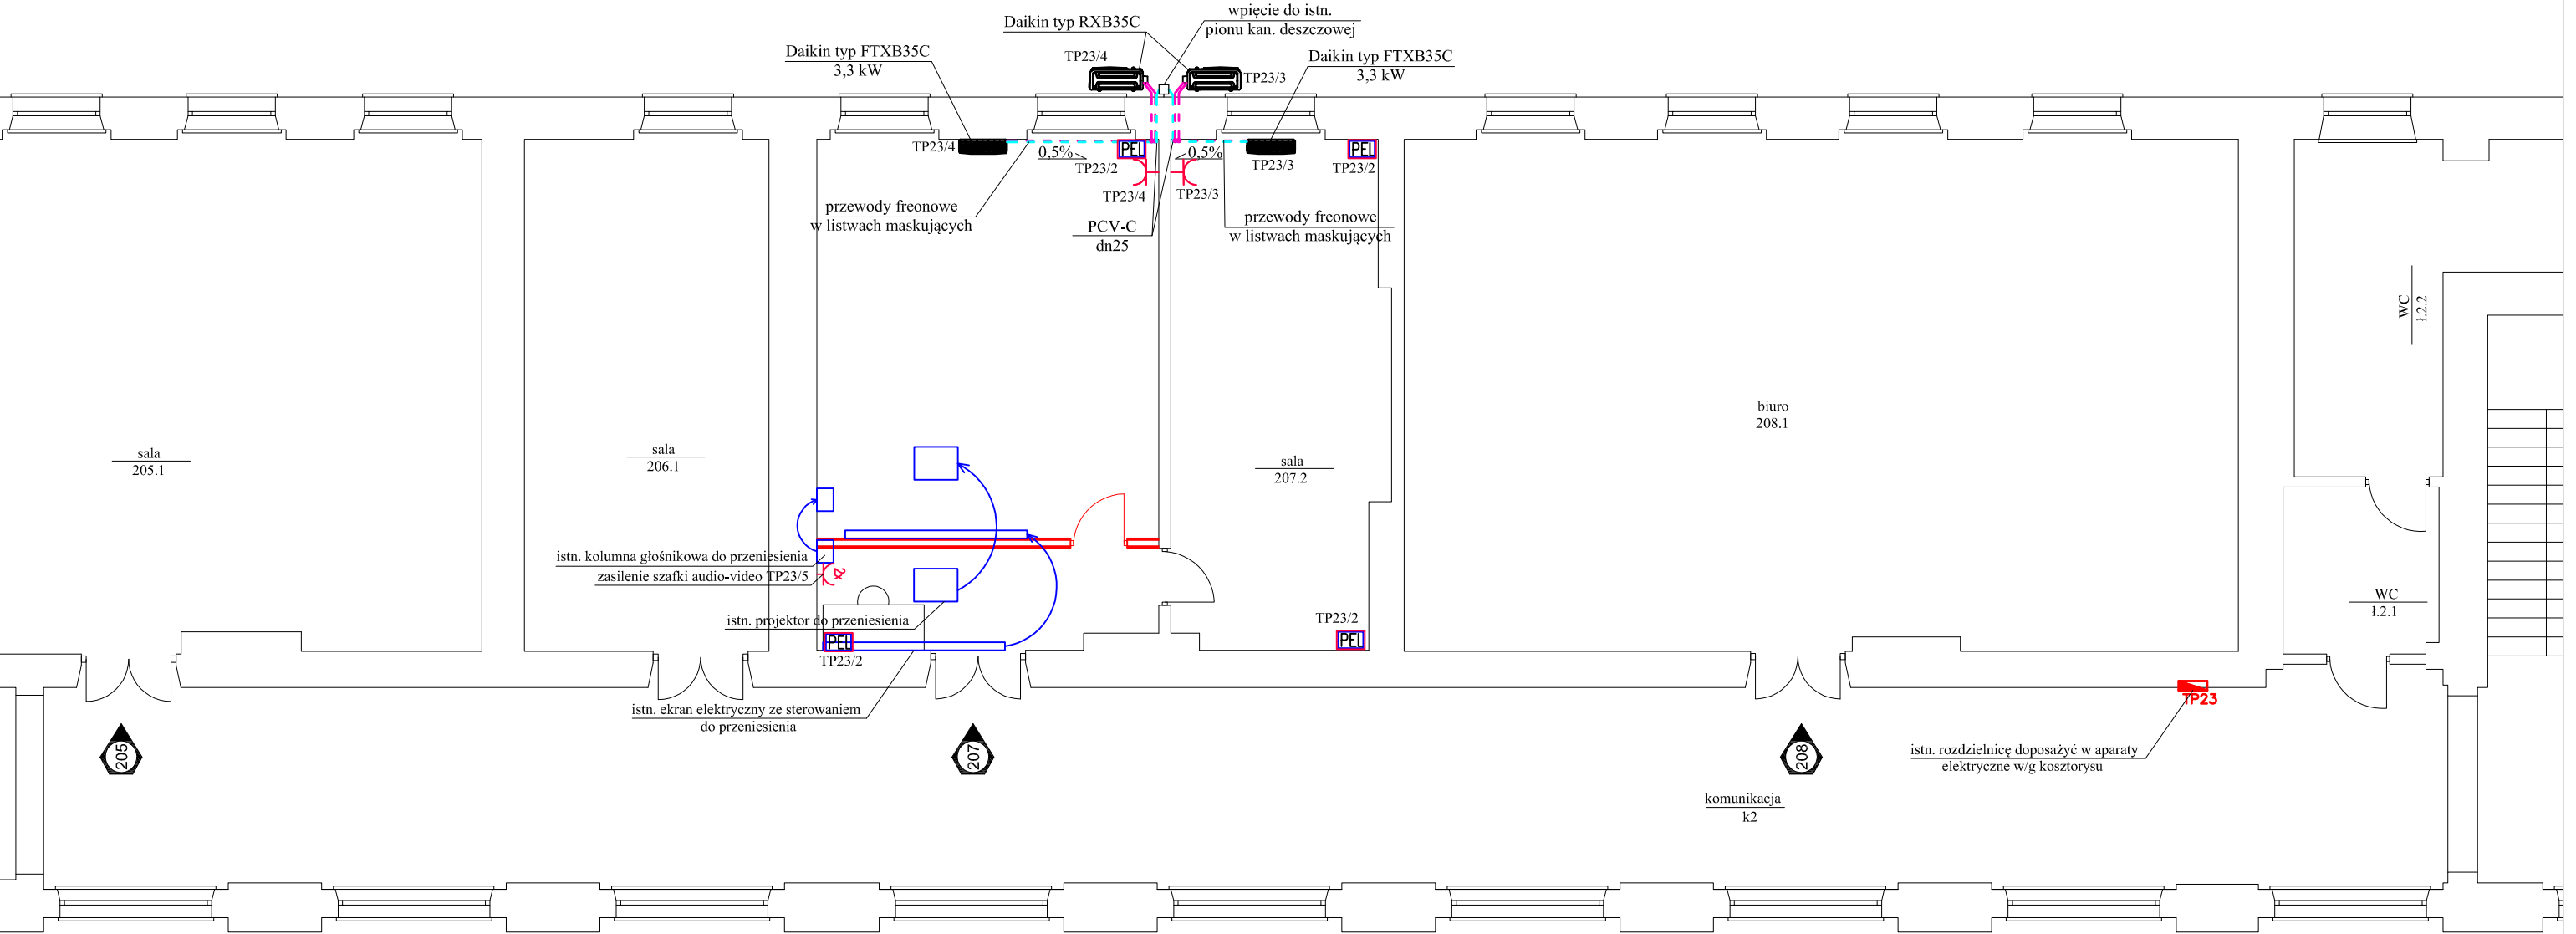 wpięcie do istn.
pionu kan. deszczowej
Daikin typ RXB35C
Daikin typ FTXB35C
3,3 kW
TP23/4
TP23/3
Daikin typ FTXB35C
3,3 kW
TP23/4
0,5%
PEL
TP23/2
TP23/4
0,5%
TP23/3
TP23/3
PEL
TP23/2
przewody freonowe
w listwach maskujących
PCV-C
dn25
przewody freonowe
w listwach maskujących
WC
ł.2.2
biuro
208.1
sala
205.1
sala
206.1
sala
207.2
istn. kolumna głośnikowa do przeniesienia
zasilenie szafki audio-video TP23/5
2x
istn. projektor do przeniesienia
PEL
TP23/2
TP23/2
PEL
WC
ł.2.1
istn. ekran elektryczny ze sterowaniem
do przeniesienia
TP23
205
207
208
istn. rozdzielnicę doposażyć w aparaty
elektryczne w/g kosztorysu
komunikacja
k2